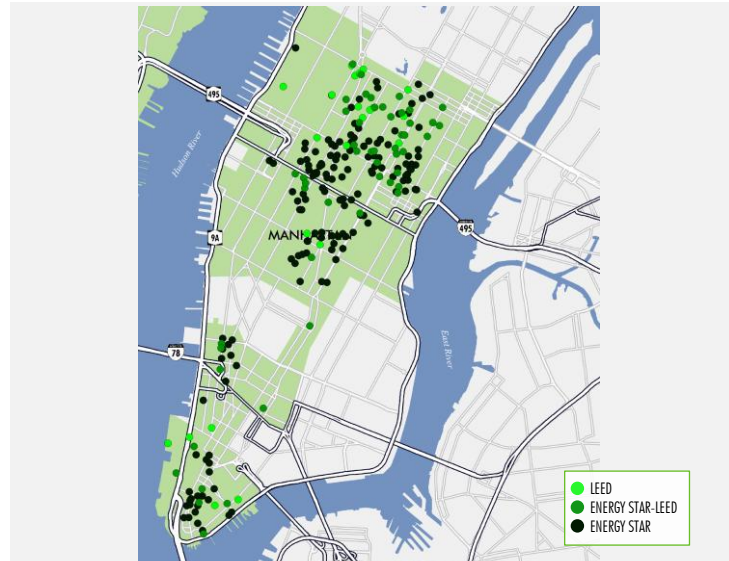 495
Hudson River
MANHATTAN
9A
495
East River
78
LEED
ENERGY STAR-LEED
ENERGY STAR